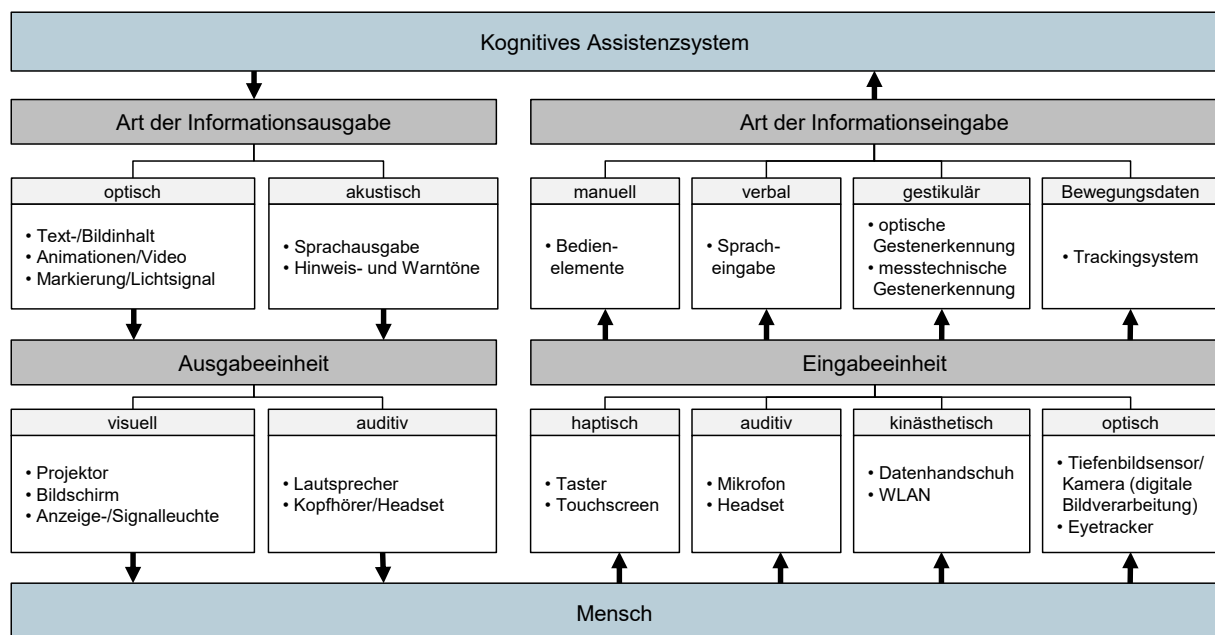 Kognitives Assistenzsystem
Art der Informationsausgabe
Art der Informationseingabe
optisch
• Text-/Bildinhalt
• Animationen/Video
• Markierung/Lichtsignal
akustisch
• Sprachausgabe
• Hinweis- und Warntöne
manuell
• Bedien-
elemente
verbal
• Sprach-
eingabe
gestikulär
• optische
Gestenerkennung
• messtechnische
Gestenerkennung
Bewegungsdaten
• Trackingsystem
Ausgabeeinheit
Eingabeeinheit
visuell
• Projektor
• Bildschirm
• Anzeige-/Signalleuchte
auditiv
• Lautsprecher
• Kopfhörer/Headset
haptisch
• Taster
• Touchscreen
auditiv
• Mikrofon
• Headset
kinästhetisch
• Datenhandschuh
• WLAN
optisch
• Tiefenbildsensor/
Kamera (digitale
Bildverarbeitung)
• Eyetracker
Mensch